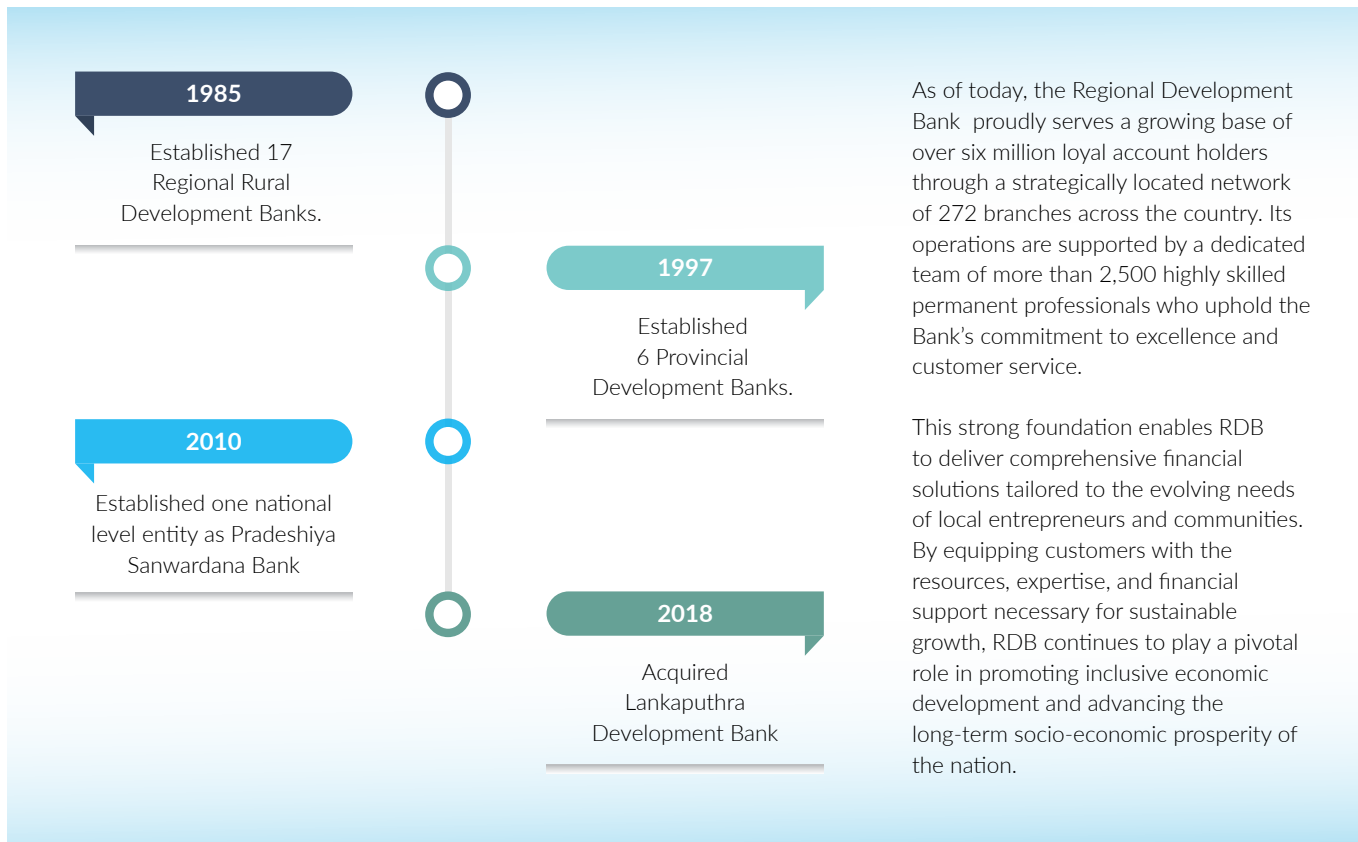 1985
Established 17
Regional Rural
Development Banks.
1997
Established
6 Provincial
Development Banks.
2010
Established one national
level entity as Pradeshiya
Sanwardana Bank
2018
Acquired
Lankaputhra
Development Bank
As of today, the Regional Development
Bank  proudly serves a growing base of
over six million loyal account holders
through a strategically located network
of 272 branches across the country. Its
operations are supported by a dedicated
team of more than 2,500 highly skilled
permanent professionals who uphold the
Bank’s commitment to excellence and
customer service.
This strong foundation enables RDB
to deliver comprehensive financial
solutions tailored to the evolving needs
of local entrepreneurs and communities.
By equipping customers with the
resources, expertise, and financial
support necessary for sustainable
growth, RDB continues to play a pivotal
role in promoting inclusive economic
development and advancing the
long-term socio-economic prosperity of
the nation.